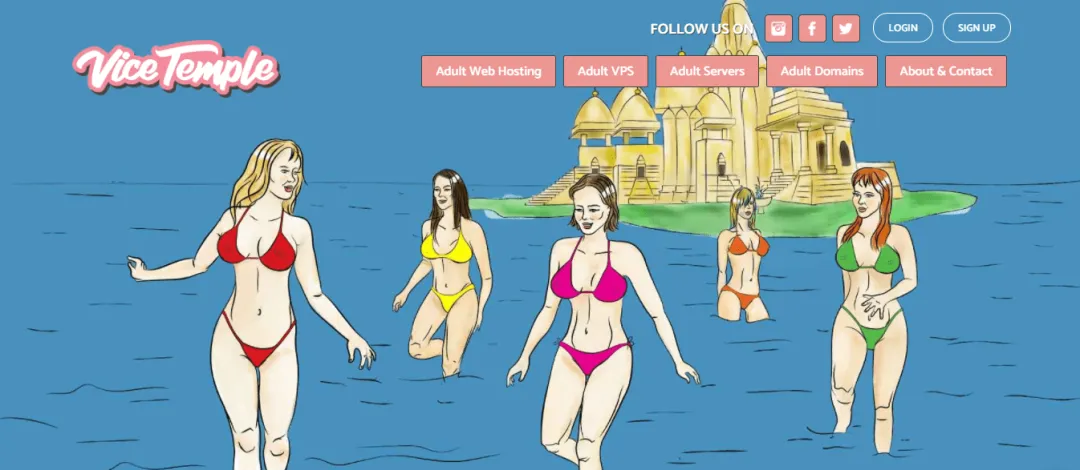 FOLLOW US ON
LOGIN
SIGN UP
Vice Temple
Adult Web Hosting
Adult VPS
Adult Servers
Adult Domains
About & Contact